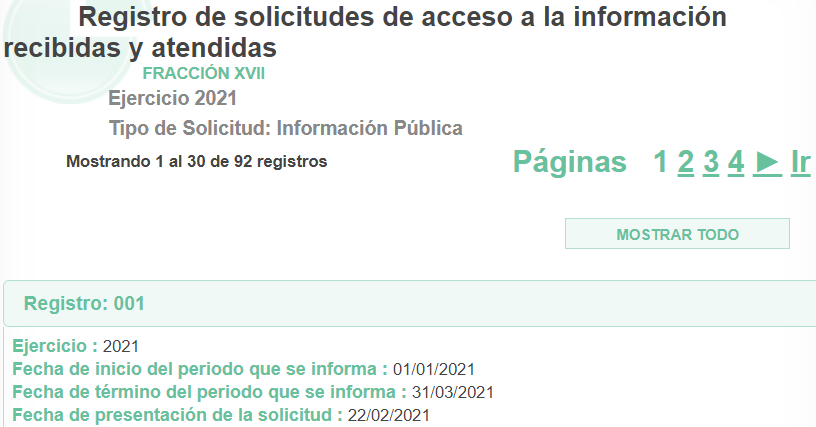 Registro de solicitudes de acceso a la información
recibidas y atendidas
FRACCIÓN XVII
Ejercicio 2021
Tipo de Solicitud: Información Pública
Mostrando 1 al 30 de 92 registros
Páginas 1 2 3 4 ► Ir
MOSTRAR TODO
Registro: 001
Ejercicio : 2021
Fecha de inicio del periodo que se informa : 01/01/2021
Fecha de término del periodo que se informa : 31/03/2021
Fecha de presentación de la solicitud : 22/02/2021